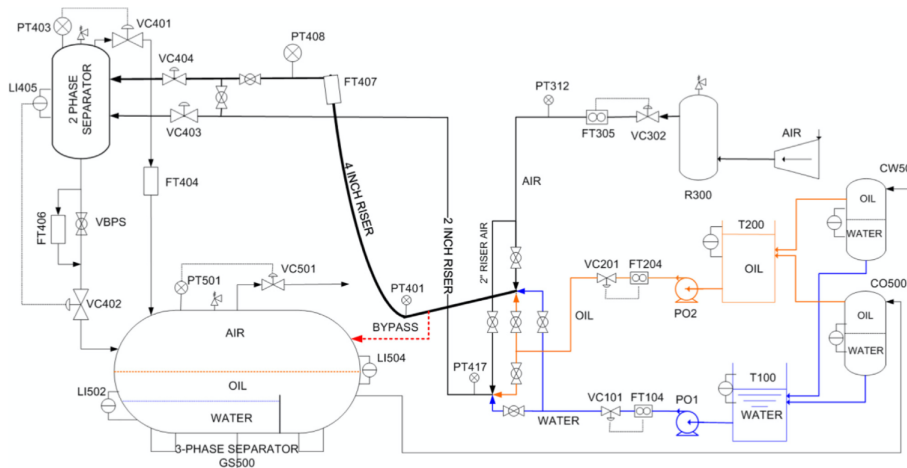 PT403
VC401
PT408
VC404
FT407
LI405
2 PHASE
SEPARATOR
VC403
PT312
FT305
VC302
AIR
R300
AIR
FT404
4 INCH RISER
2 INCH RISER
2" RISER AIR
FT406
VBPS
VC402
PT501
VC501
PT401
BYPASS
PT417
AIR
OIL
WATER
LI502
LI504
3-PHASE SEPARATOR
GS500
VC201
FT204
OIL
PO2
T200
OIL
CW50
OIL
WATER
CO500
OIL
WATER
VC101
FT104
WATER
PO1
T100
WATER